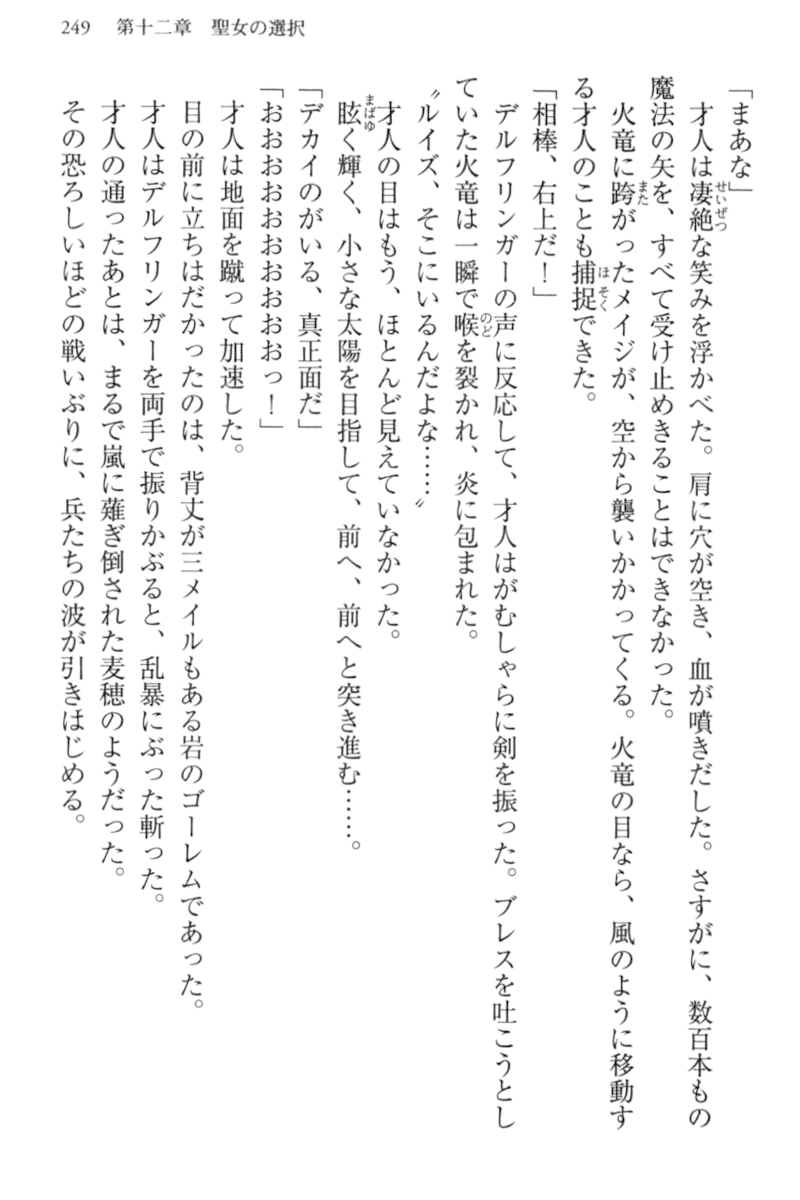 249　第十二章　聖女の選択
「まあな」
　才人は凄絶な笑みを浮かべた。肩に穴が空き、血が噴きだした。さすがに、数百本もの
魔法の矢を、すべて受け止めきることはできなかった。
　火竜に跨がったメイジが、空から襲いかかってくる。火竜の目なら、風のように移動す
る才人のことも捕捉できた。
「相棒、右上だ！」
　デルフリンガーの声に反応して、才人はがむしゃらに剣を振った。ブレスを吐こうとし
ていた火竜は一瞬で喉を裂かれ、炎に包まれた。
〝ルイズ、そこにいるんだよな……〟
　才人の目はもう、ほとんど見えていなかった。
　眩く輝く、小さな太陽を目指して、前へ、前へと突き進む……。
「デカイのがいる、真正面だ」
「おおおおおおおおおおっ！」
　才人は地面を蹴って加速した。
　目の前に立ちはだかったのは、背丈が三メイルもある岩のゴーレムであった。
　才人はデルフリンガーを両手で振りかぶると、乱暴にぶった斬った。
　才人の通ったあとは、まるで嵐に薙ぎ倒された麦穂のようだった。
　その恐ろしいほどの戦いぶりに、兵たちの波が引きはじめる。